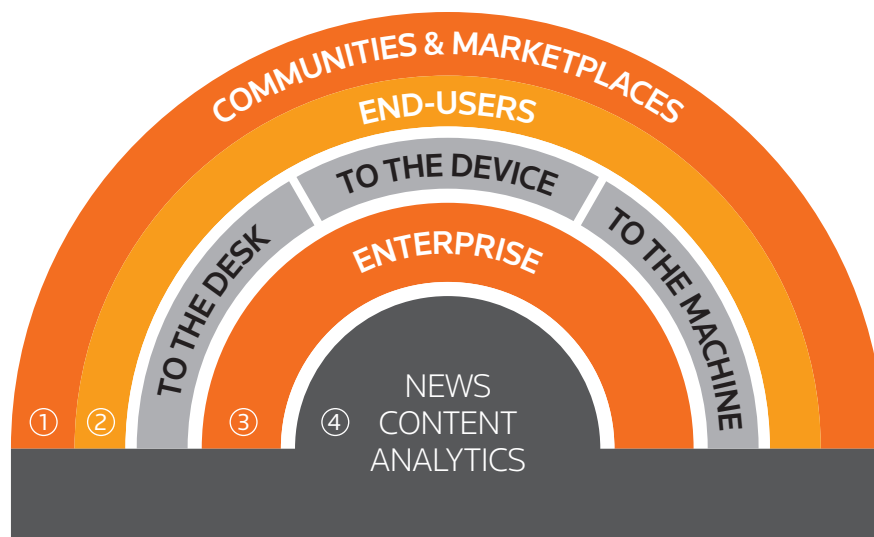 COMMUNITIES & MARKETPLACES
END-USERS
TO THE DESK
TO THE DEVICE
TO THE MACHINE
ENTERPRISE
① ② ③ ④
NEWS
CONTENT
ANALYTICS